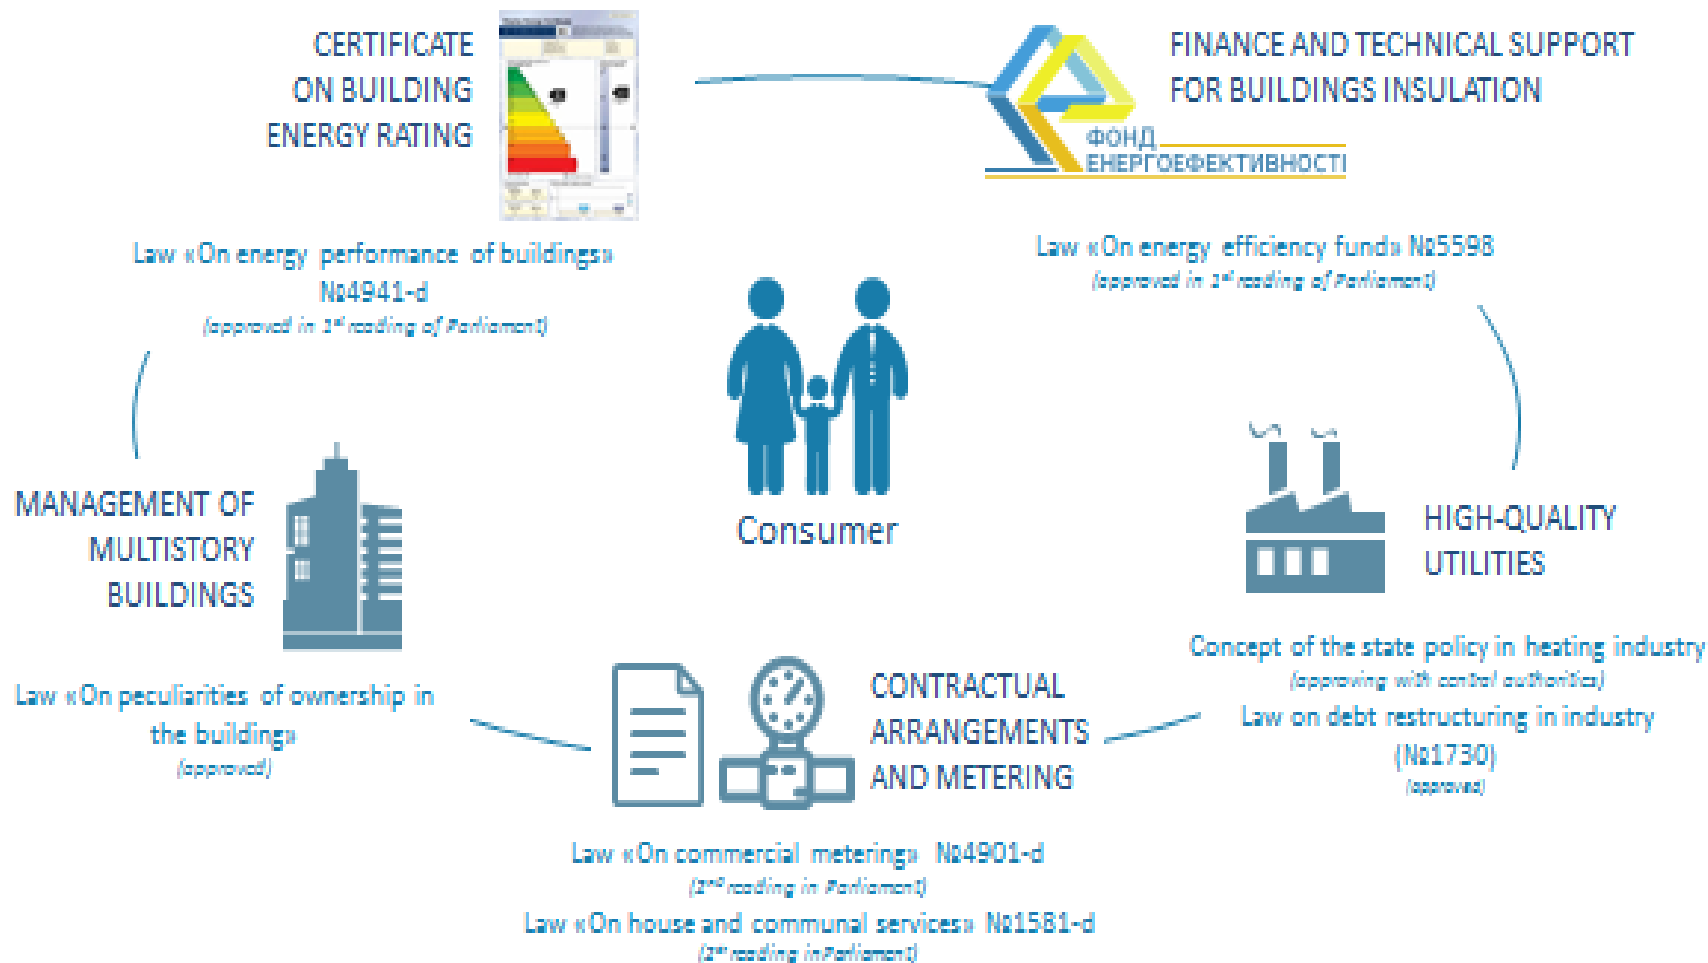 CERTIFICATE
ON BUILDING
ENERGY RATING
FINANCE AND TECHNICAL SUPPORT
FOR BUILDINGS INSULATION
ФОНД
ЕНЕРГОЕФЕКТИВНОСТІ
Law «On energy performance of buildings»
№4941-d
(approved in 1st reading of Parliament)
Law «On energy efficiency fund» №5598
(approved in 1st reading of Parliament)
Consumer
MANAGEMENT OF
MULTISTORY
BUILDINGS
Law «On peculiarities of ownership in
the building»
(approved)
HIGH-QUALITY
UTILITIES
Concept of the state policy in heating industry
(approving with central authorities)
Law on debt restructuring in industry
(№1730)
(approved)
CONTRACTUAL
ARRANGEMENTS
AND METERING
Law «On commercial metering» №4901-d
(2nd reading in Parliament)
Law «On house and communal services» №1581-d
reading in Parliament)